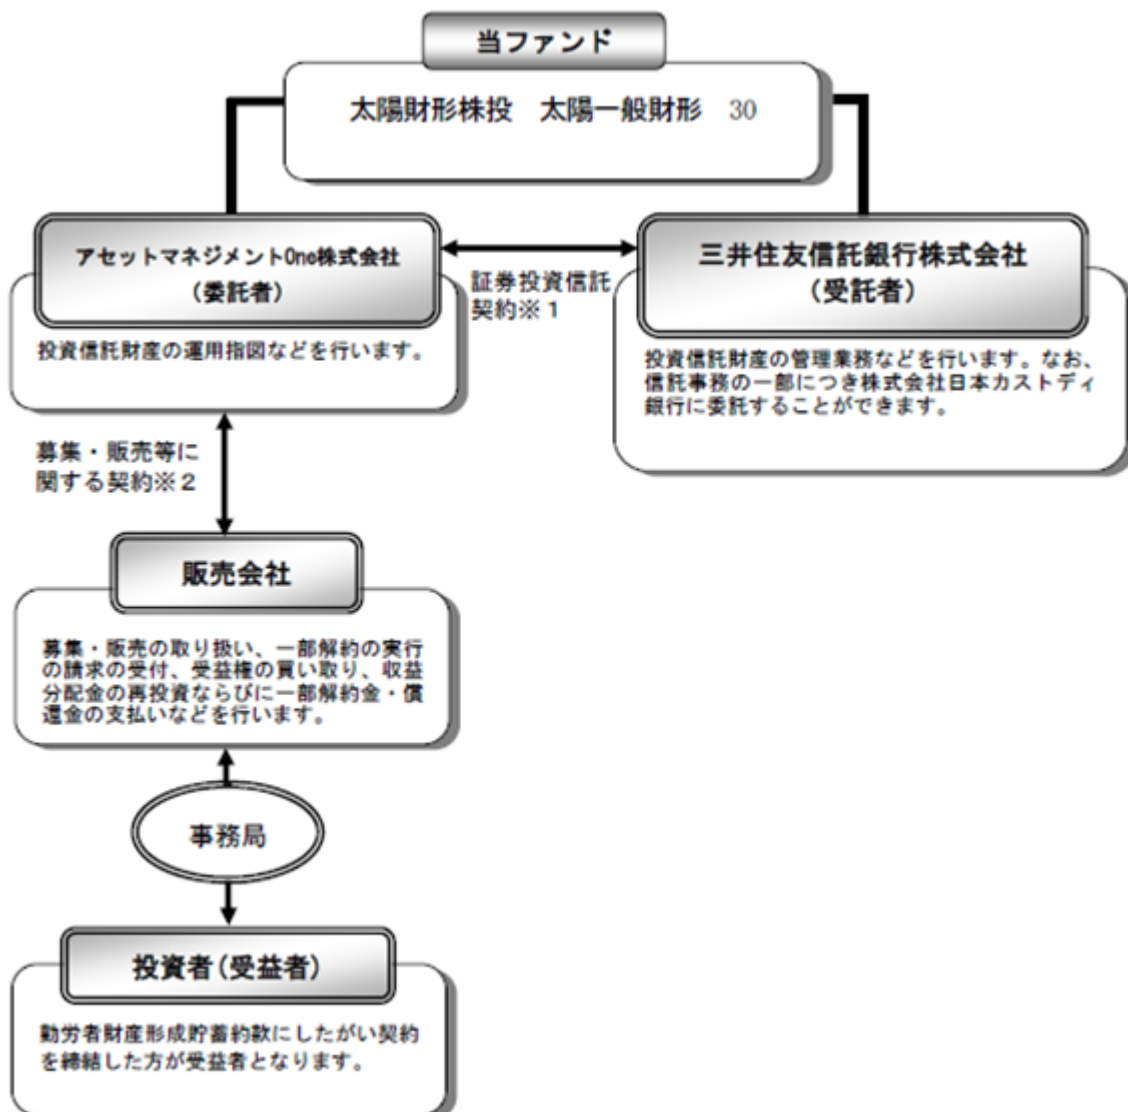 当ファンド
太陽財形株投　太陽一般財形　30
アセットマネジメントOne株式会社
（委託者）
投資信託財産の運用指図などを行います。
証券投資信託
契約※１
三井住友信託銀行株式会社
（受託者）
投資信託財産の管理業務などを行います。なお、
信託事務の一部につき株式会社日本カストディ
銀行に委託することができます。
募集・販売等に
関する契約※２
販売会社
募集・販売の取り扱い、一部解約の実行
の請求の受付、受益権の買い取り、収益
分配金の再投資ならびに一部解約金・償
還金の支払いなどを行います。
事務局
投資者(受益者)
勤労者財産形成貯蓄約款にしたがい契約
を締結した方が受益者となります。